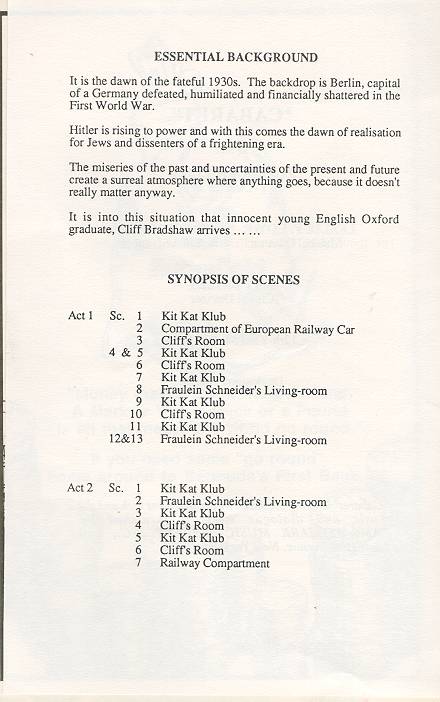 ESSENTIAL BACKGROUND
It is the dawn of the fateful 1930s. The backdrop is Berlin, capital
of a Germany defeated, humiliated and financially shattered in the
First World War.
Hitler is rising to power and with this comes the dawn of realisation
for Jews and dissenters of a frightening era.
The miseries of the past and uncertainties of the present and future
create a surreal atmosphere where anything goes, because it doesn't
really matter anyway.
It is into this situation that innocent young English Oxford
graduate, Cliff Bradshaw arrives ... ...
SYNOPSIS OF SCENES
Act 1 Sc. 1 Kit Kat Klub
2 Compartment of European Railway Car
3 Cliff's Room
4 & 5 Kit Kat Klub
6 Cliff's Room
7 Kit Kat Klub
8 Fraulein Schneider's Living-room
9 Kit Kat Klub
10 Cliff's Room
11 Kit Kat Klub
12&13 Fraulein Schneider's Living-room
Act 2 Sc. 1 Kit Kat Klub
2 Fraulein Schneider's Living-room
3 Kit Kat Klub
4 Cliff's Room
5 Kit Kat Klub
6 Cliff's Room
7 Railway Compartment